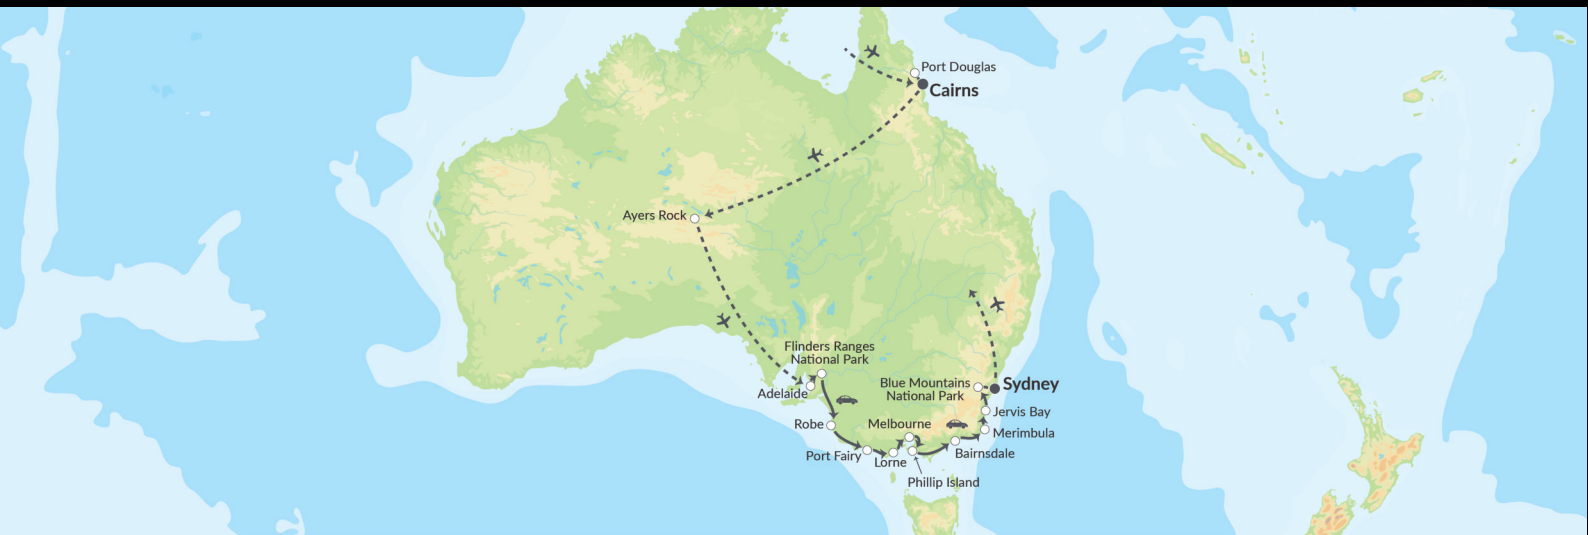 Port Douglas
Cairns
Ayers Rock
Flinders Ranges
National Park
Adelaide
Blue Mountains
National Park
Sydney
Jervis Bay
Robe
Melbourne
Merimbula
Port Fairy
Lorne
Bairnsdale
Phillip Island